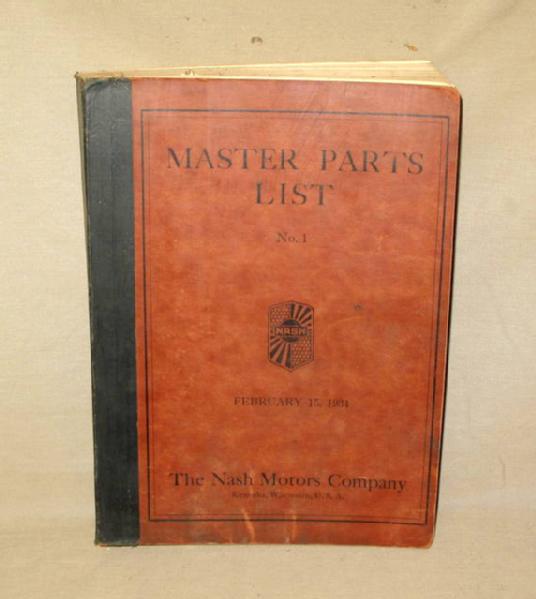 MASTER PARTS
LIST
No. 1
NASH
FEBRUARY 15, 1931
The Nash Motors Company
Kenosha, Wisconsin, U. S. A.